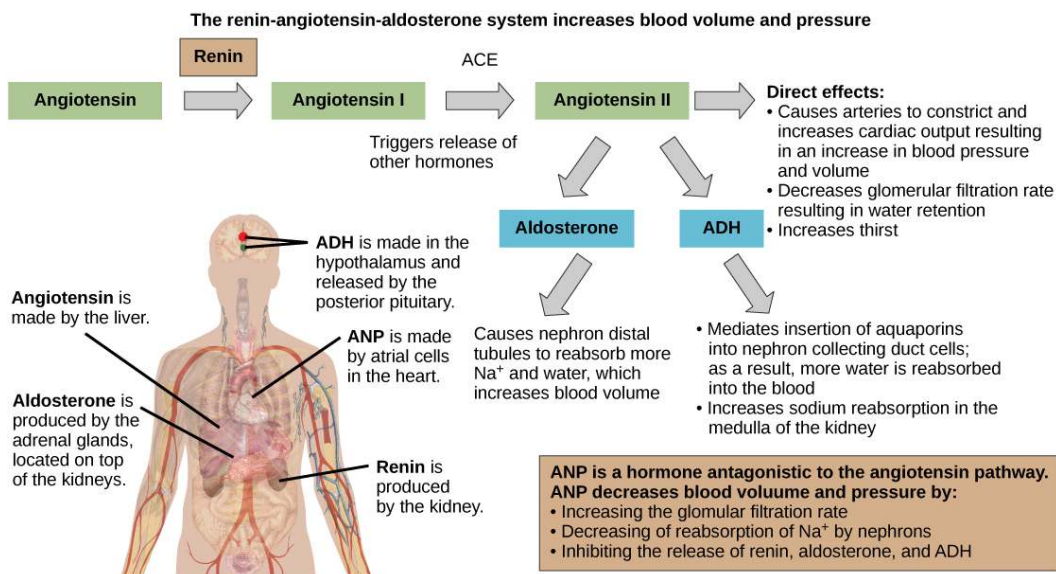 The renin-angiotensin-aldosterone system increases blood volume and pressure
Renin
ACE
Angiotensin
Angiotensin I
Angiotensin II
Triggers release of
other hormones
Direct effects:
• Causes arteries to constrict and
increases cardiac output resulting
in an increase in blood pressure
and volume
• Decreases glomerular filtration rate
resulting in water retention
• Increases thirst
Aldosterone
ADH
Causes nephron distal
tubules to reabsorb more
Na⁺ and water, which
increases blood volume
• Mediates insertion of aquaporins
into nephron collecting duct cells;
as a result, more water is reabsorbed
into the blood
• Increases sodium reabsorption in the
medulla of the kidney
ADH is made in the
hypothalamus and
released by the
posterior pituitary.
Angiotensin is
made by the liver.
ANP is made
by atrial cells
in the heart.
Aldosterone is
produced by the
adrenal glands,
located on top
of the kidneys.
Renin is
produced
by the kidney.
ANP is a hormone antagonistic to the angiotensin pathway.
ANP decreases blood voluume and pressure by:
• Increasing the glomular filtration rate
• Decreasing of reabsorption of Na⁺ by nephrons
• Inhibiting the release of renin, aldosterone, and ADH